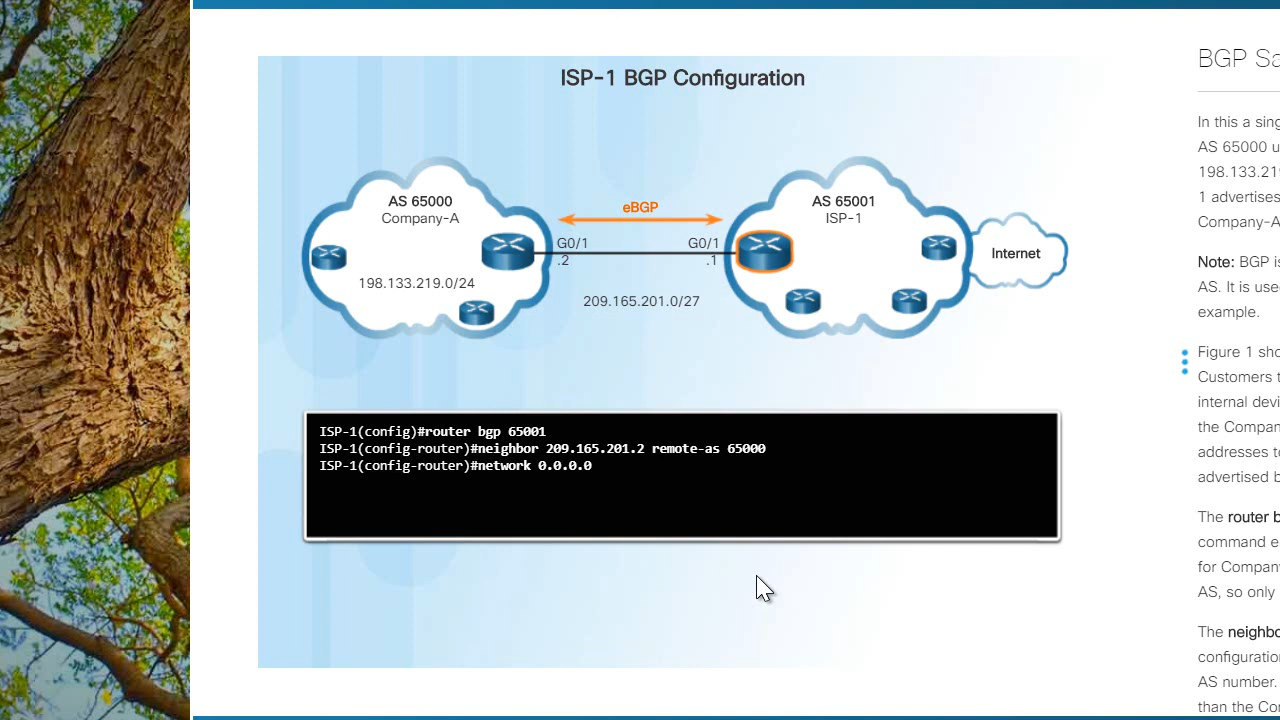 ISP-1 BGP Configuration
AS 65000
Company-A
eBGP
AS 65001
ISP-1
G0/1
G0/1
.2
.1
Internet
198.133.219.0/24
209.165.201.0/27
ISP-1(config)#router bgp 65001
ISP-1(config-router)#neighbor 209.165.201.2 remote-as 65000
ISP-1(config-router)#network 0.0.0.0
BGP Sa
In this a sing
AS 65000 u
198.133.219
1 advertises
Company-A
Note: BGP is
AS. It is use
example.
Figure 1 sho
Customers t
internal devi
the Compan
addresses to
advertised b
The router b
command e
for Company
AS, so only
The neighbo
configuration
AS number.
than the Co